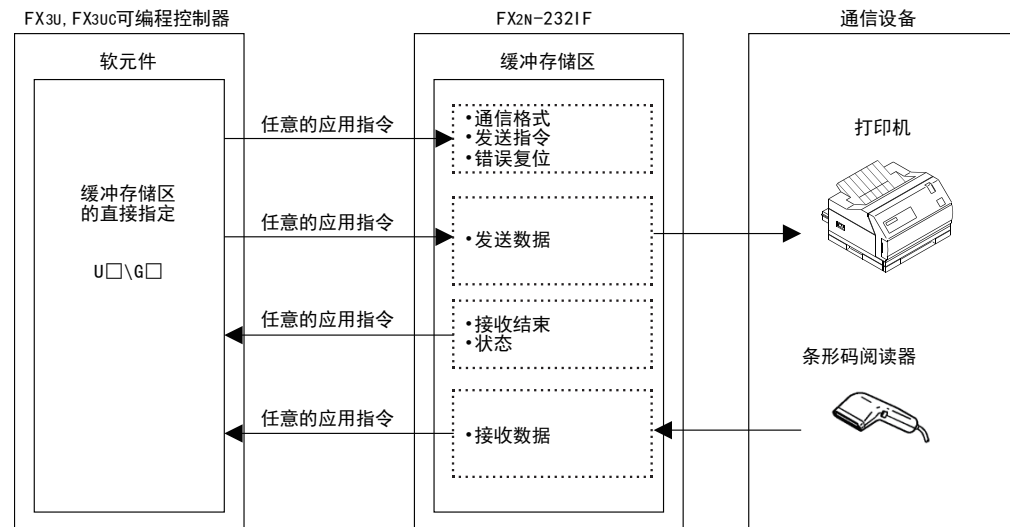 FX3U, FX3UC可编程控制器
FX2N-232IF
通信设备
软元件
缓冲存储区
任意的应用指令
•通信格式
•发送指令
•错误复位
打印机
缓冲存储区
的直接指定
U□\G□
任意的应用指令
•发送数据
任意的应用指令
•接收结束
•状态
条形码阅读器
任意的应用指令
•接收数据